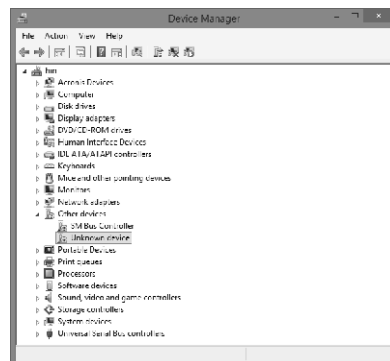 Device Manager
File Action View Help
Acronis Devices
Computer
Disk drives
Display adapters
DVD/CD-ROM drives
Human Interface Devices
IDE ATA/ATAPI controllers
Keyboards
Mice and other pointing devices
Monitors
Network adapters
Other devices
SM Bus Controller
Unknown device
Portable Devices
Print queues
Processors
Software devices
Sound, video and game controllers
Storage controllers
System devices
Universal Serial Bus controllers